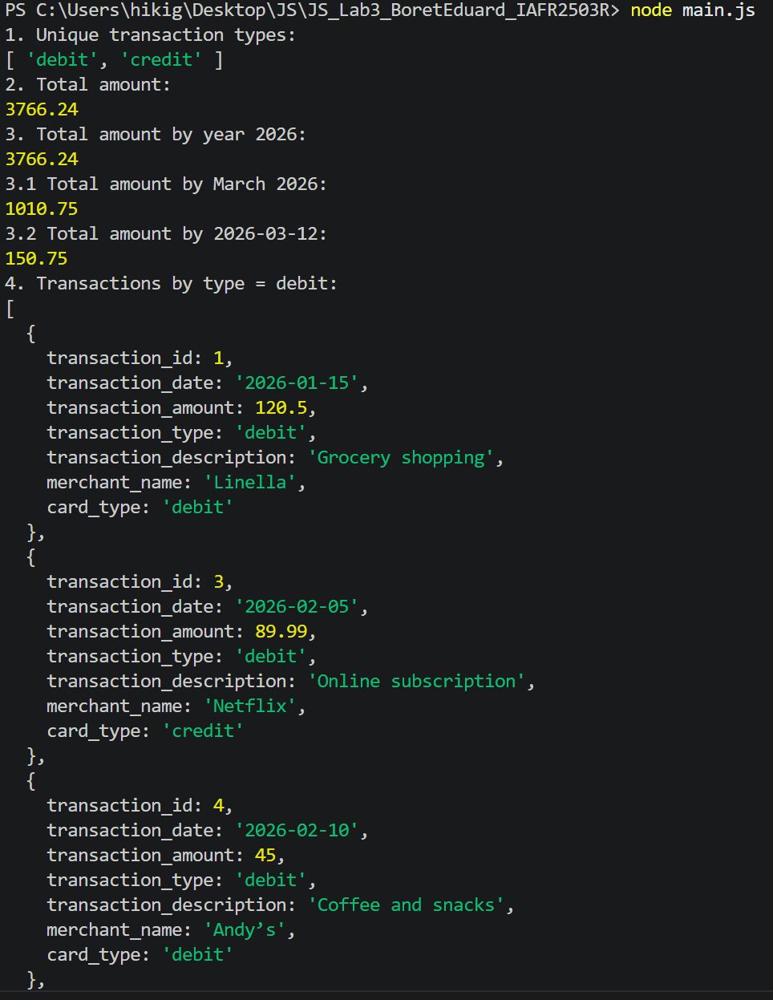 PS C:\Users\hikig\Desktop\JS\JS_Lab3_BoretEduard_IAFR2503R> node main.js
1. Unique transaction types:
[ 'debit', 'credit' ]
2. Total amount:
3766.24
3. Total amount by year 2026:
3766.24
3.1 Total amount by March 2026:
1010.75
3.2 Total amount by 2026-03-12:
150.75
4. Transactions by type = debit:
[
  {
    transaction_id: 1,
    transaction_date: '2026-01-15',
    transaction_amount: 120.5,
    transaction_type: 'debit',
    transaction_description: 'Grocery shopping',
    merchant_name: 'Linella',
    card_type: 'debit'
  },
  {
    transaction_id: 3,
    transaction_date: '2026-02-05',
    transaction_amount: 89.99,
    transaction_type: 'debit',
    transaction_description: 'Online subscription',
    merchant_name: 'Netflix',
    card_type: 'credit'
  },
  {
    transaction_id: 4,
    transaction_date: '2026-02-10',
    transaction_amount: 45,
    transaction_type: 'debit',
    transaction_description: 'Coffee and snacks',
    merchant_name: 'Andy’s',
    card_type: 'debit'
  },